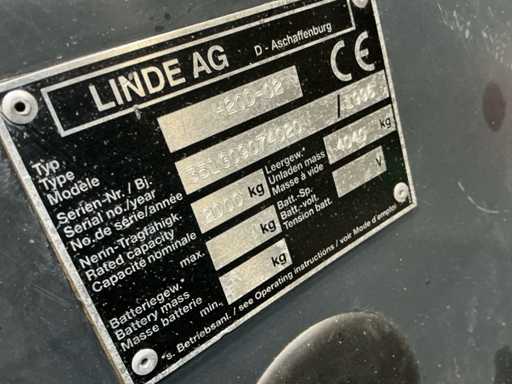 LINDE AG
D - Aschaffenburg
CE
Typ
Type
Modèle
H20D-02
Serien-Nr. / Bj.
Serial no./year
No. de série/année
/
Nenn-Tragfähigk.
Rated capacity
Capacité nominale
2000 kg
Leergew.*
Unladen mass
Masse à vide
4040 kg
Batt.-Sp.
Batt.-volt.
Tension batt.
V
Batteriegew.*
Battery mass
Masse batterie
max. kg
min. kg
*s. Betriebsanl. / see Operating instructions / voir Mode d'emploi